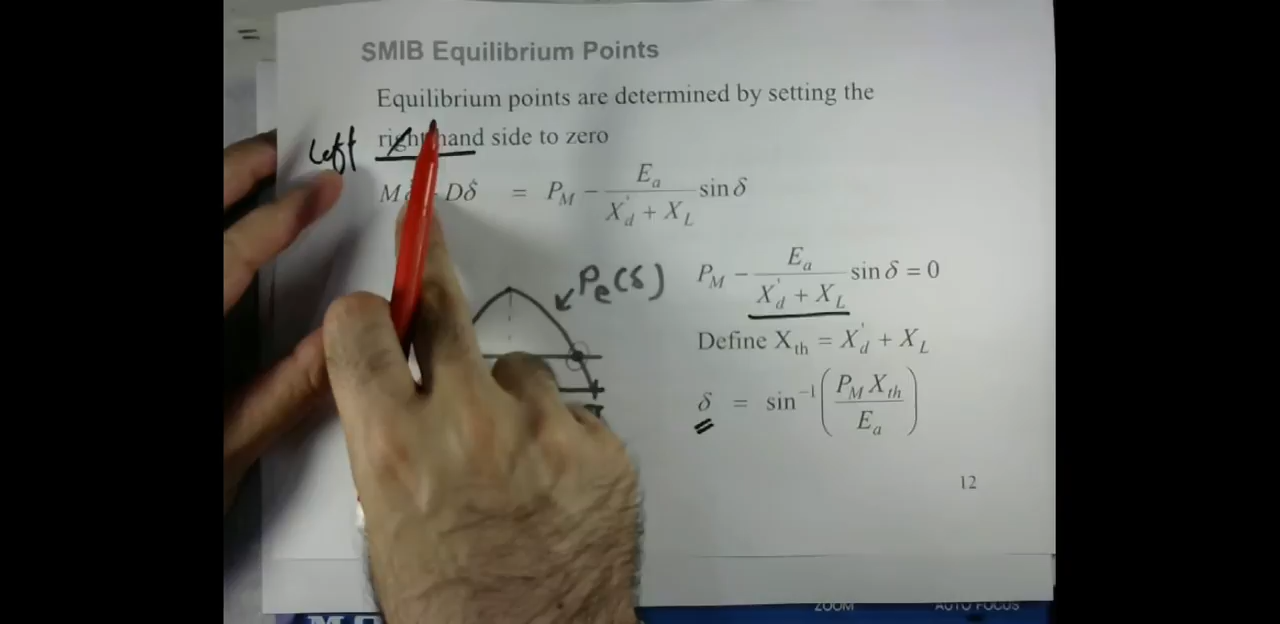 SMIB Equilibrium Points
Equilibrium points are determined by setting the
left right hand side to zero
M Dδ̇ = P_M − E_a / (X'_d + X_L) sin δ
P_e(δ)
P_M − E_a / (X'_d + X_L) sin δ = 0
Define X_th = X'_d + X_L
δ = sin⁻¹ (P_M X_th / E_a)
12
ZOOM AUTO FOCUS